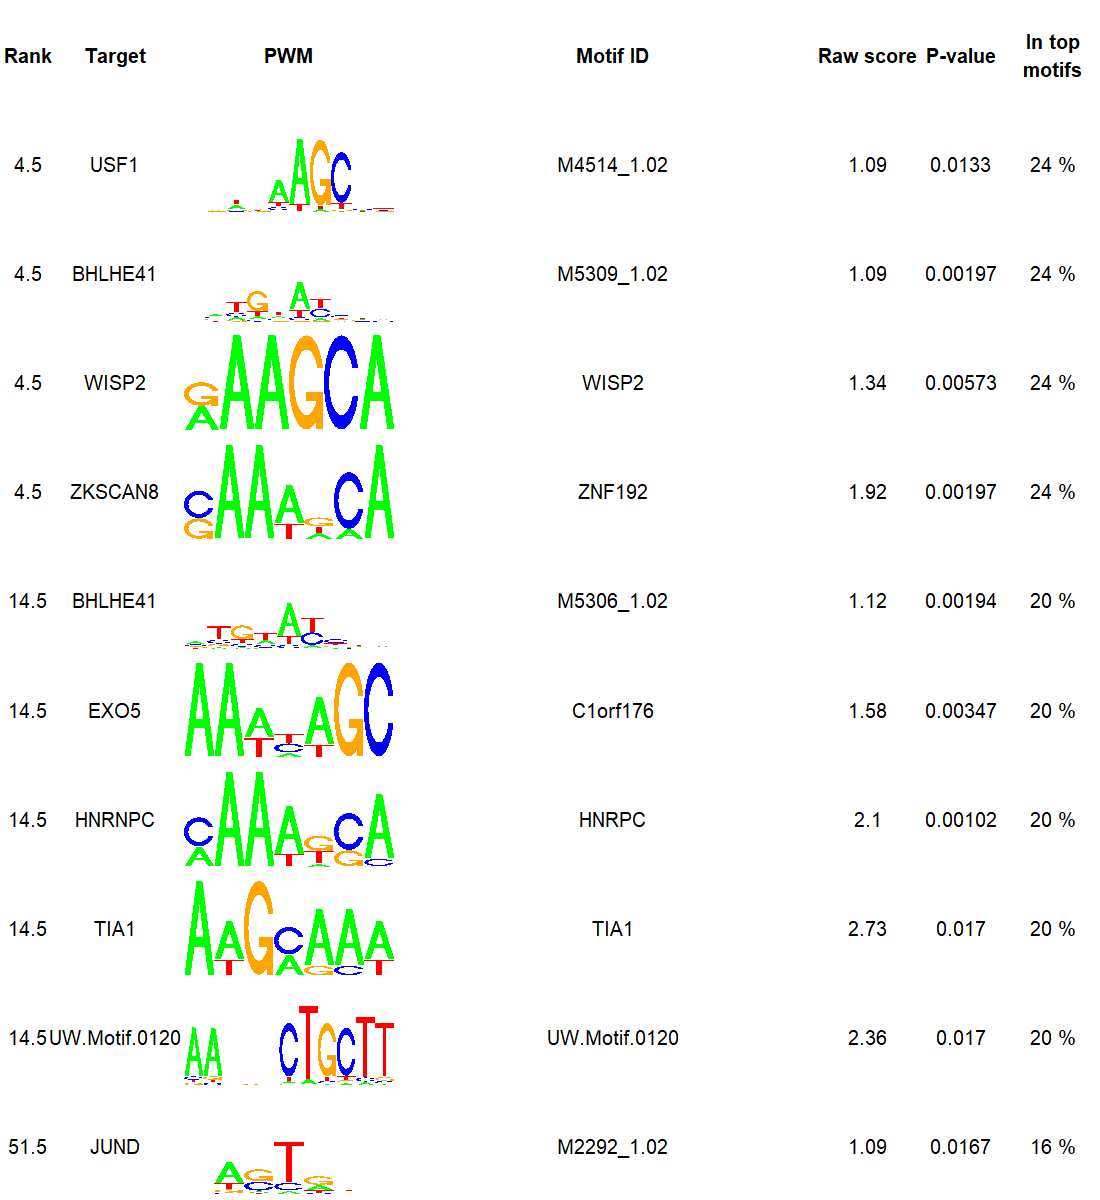 Rank Target PWM Motif ID Raw score P-value In top motifs
4.5 USF1 M4514_1.02 1.09 0.0133 24 %
4.5 BHLHE41 M5309_1.02 1.09 0.00197 24 %
4.5 WISP2 WISP2 1.34 0.00573 24 %
4.5 ZKSCAN8 ZNF192 1.92 0.00197 24 %
14.5 BHLHE41 M5306_1.02 1.12 0.00194 20 %
14.5 EXO5 C1orf176 1.58 0.00347 20 %
14.5 HNRNPC HNRPC 2.1 0.00102 20 %
14.5 TIA1 TIA1 2.73 0.017 20 %
14.5 UW.Motif.0120 UW.Motif.0120 2.36 0.017 20 %
51.5 JUND M2292_1.02 1.09 0.0167 16 %